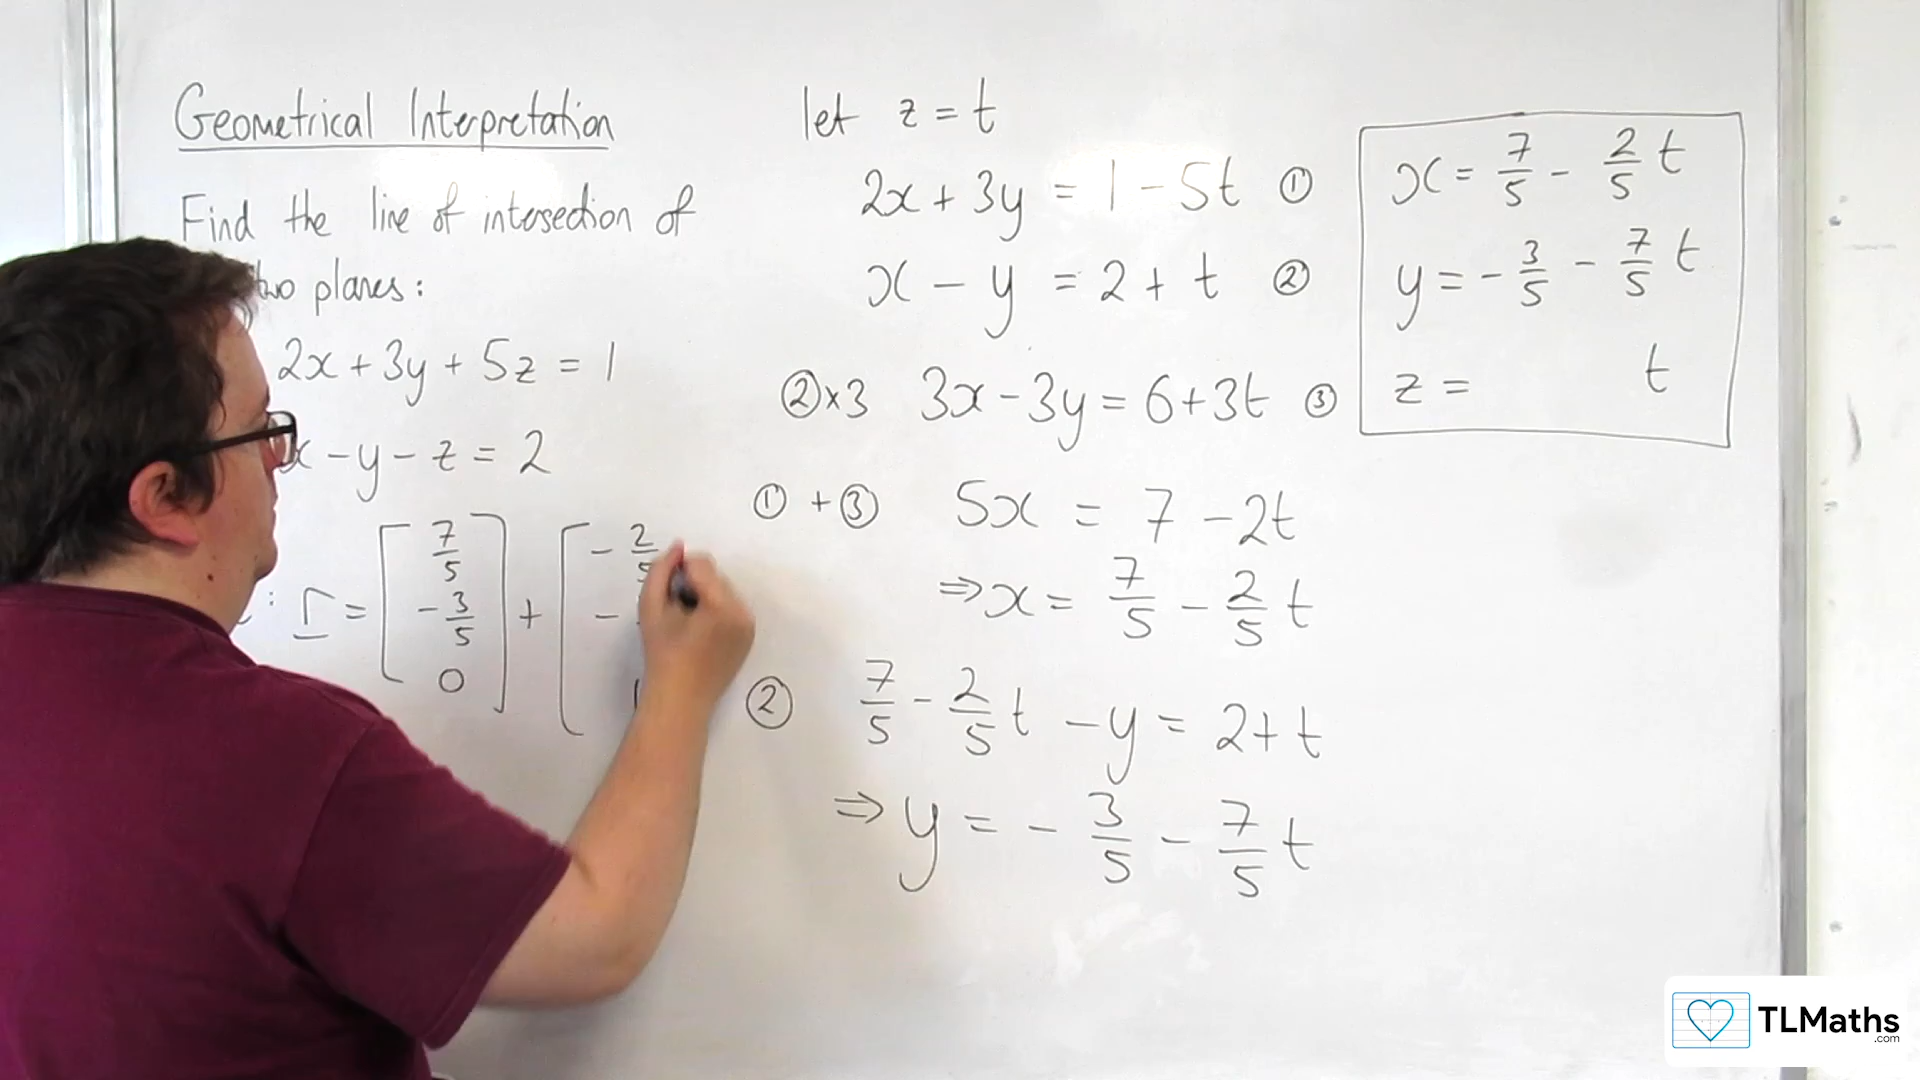 Geometrical Interpretation
Find the line of intersection of
two planes:
2x + 3y + 5z = 1
x - y - z = 2
: r = [7/5 -3/5 0] + [-2/5 -
let z = t
2x + 3y = 1 - 5t ①
x - y = 2 + t ②
②×3 3x - 3y = 6 + 3t ③
① + ③ 5x = 7 - 2t
⇒ x = 7/5 - 2/5 t
② 7/5 - 2/5 t - y = 2 + t
⇒ y = - 3/5 - 7/5 t
x = 7/5 - 2/5 t
y = - 3/5 - 7/5 t
z = t
TLMaths
.com